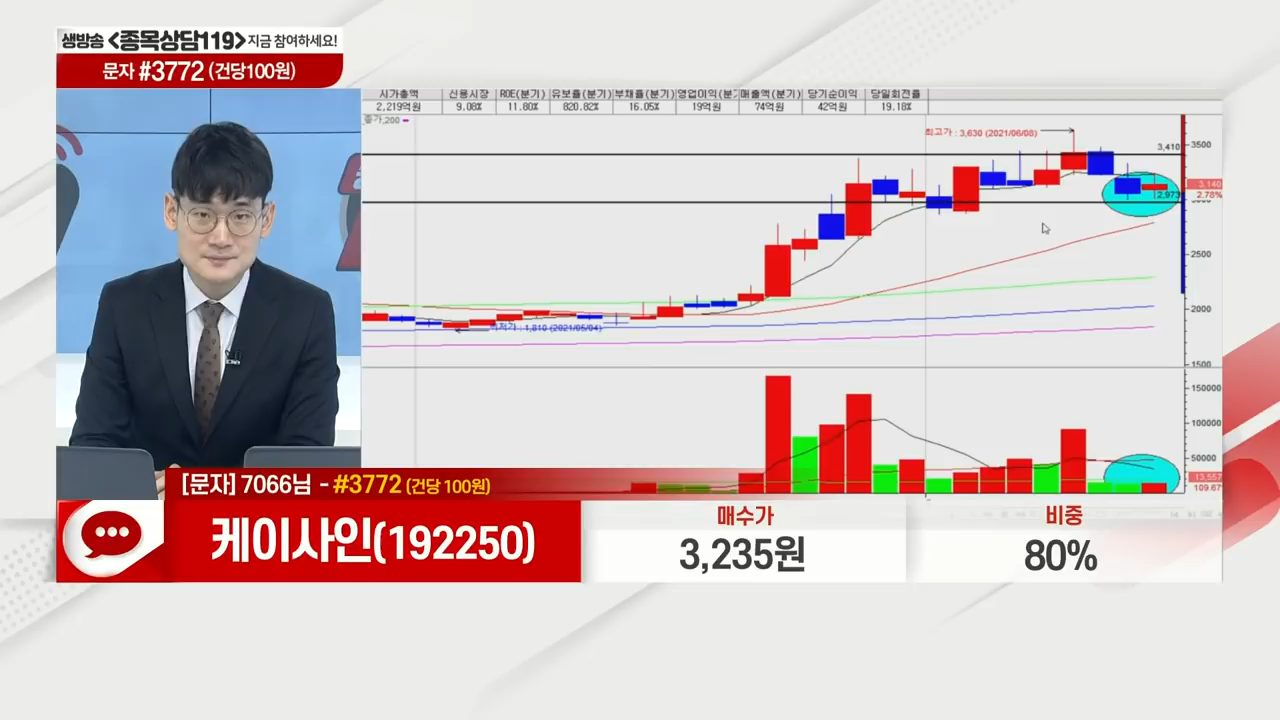 생방송 <종목상담119> 지금 참여하세요!
문자 #3772 (건당100원)
시가총액 신용시장 ROE(분기) 유보율(분기) 부채율(분기) 영업미익(분기 매출액(분기) 당기순미익 당일회전율
2,219억원 9.08% 11.80% 820.82% 16.05% 19억원 74억원 42억원 19.18%
종가,200
최고가 : 3,630 (2021/06/08)
3,410
3500
3,140
2.78%
2,973
3000
2500
2000
최저가 : 1,810 (2021/05/04)
1500
150000
100000
50000
13,557
109.67
[문자] 7066님 - #3772 (건당 100원)
케이사인(192250)
매수가
3,235원
비중
80%